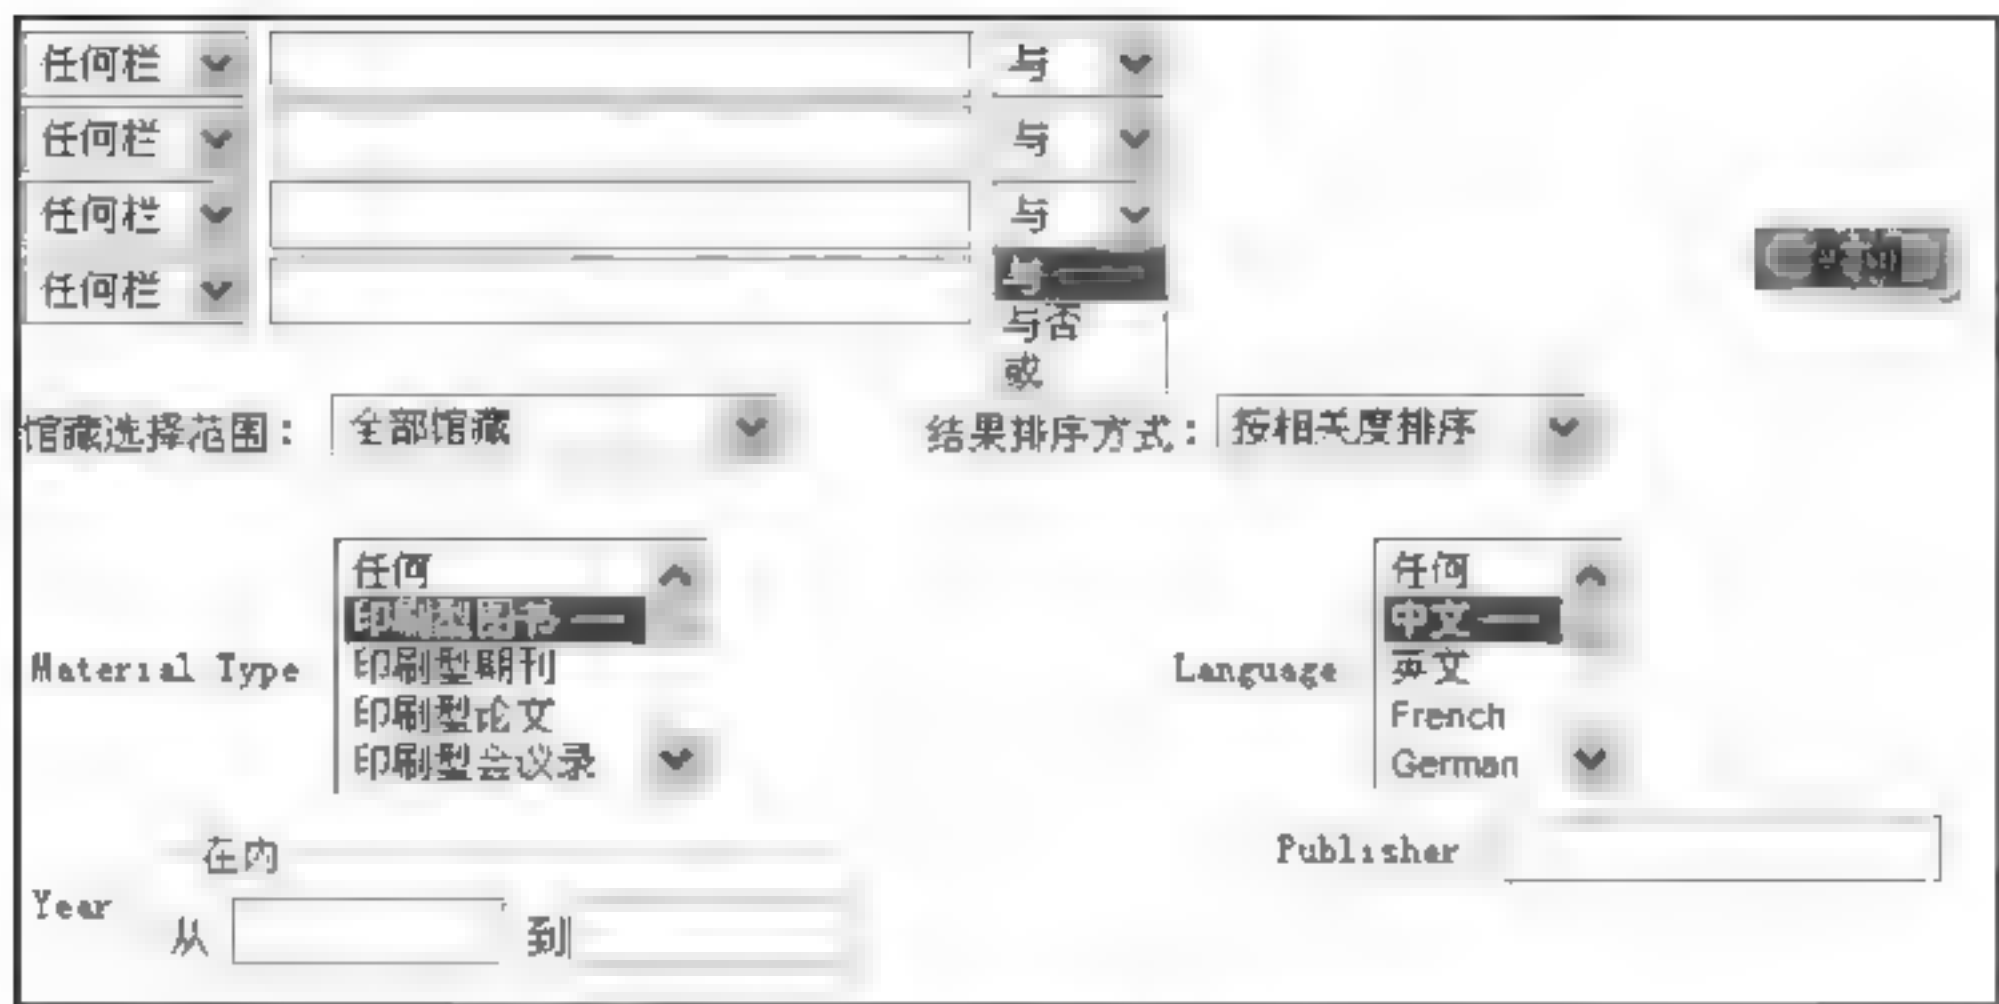 任何栏 与
任何栏 与
任何栏 与
与
任何栏
与否
或
馆藏选择范围： 全部馆藏 结果排序方式： 按相关度排序
任何 任何
印刷型图书 中文
Material Type 印刷型期刊 Language 英文
印刷型论文 French
印刷型会议录 German
在内 Publisher
Year 从 到